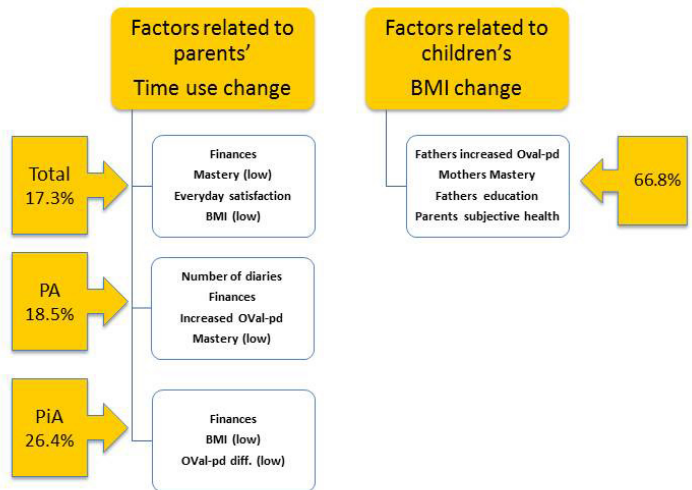 Factors related to
parents'
Time use change
Factors related to
children's
BMI change
Total
17.3%
Finances
Mastery (low)
Everyday satisfaction
BMI (low)
Fathers increased Oval-pd
Mothers Mastery
Fathers education
Parents subjective health
66.8%
PA
18.5%
Number of diaries
Finances
Increased OVal-pd
Mastery (low)
PiA
26.4%
Finances
BMI (low)
OVal-pd diff. (low)